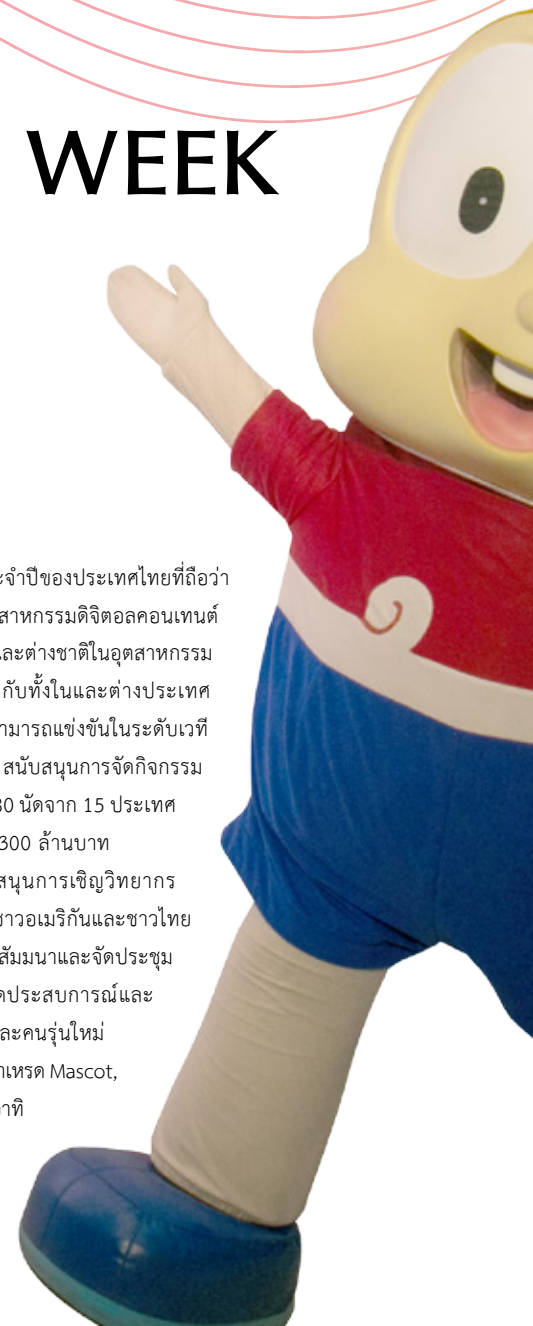 WEEK
ะจำปีของประเทศไทยที่ถือว่า
สาหกรรมดิจิตอลคอนเทนต์
ละต่างชาติในอุตสาหกรรม
กับทั้งในและต่างประเทศ
ามารถแข่งขันในระดับเวที
สนับสนุนการจัดกิจกรรม
30 นัดจาก 15 ประเทศ
300 ล้านบาท
สนุนการเชิญวิทยากร
ชาวอเมริกันและชาวไทย
สัมมนาและจัดประชุม
ดประสบการณ์และ
ละคนรุ่นใหม่
าเหรด Mascot,
าทิ